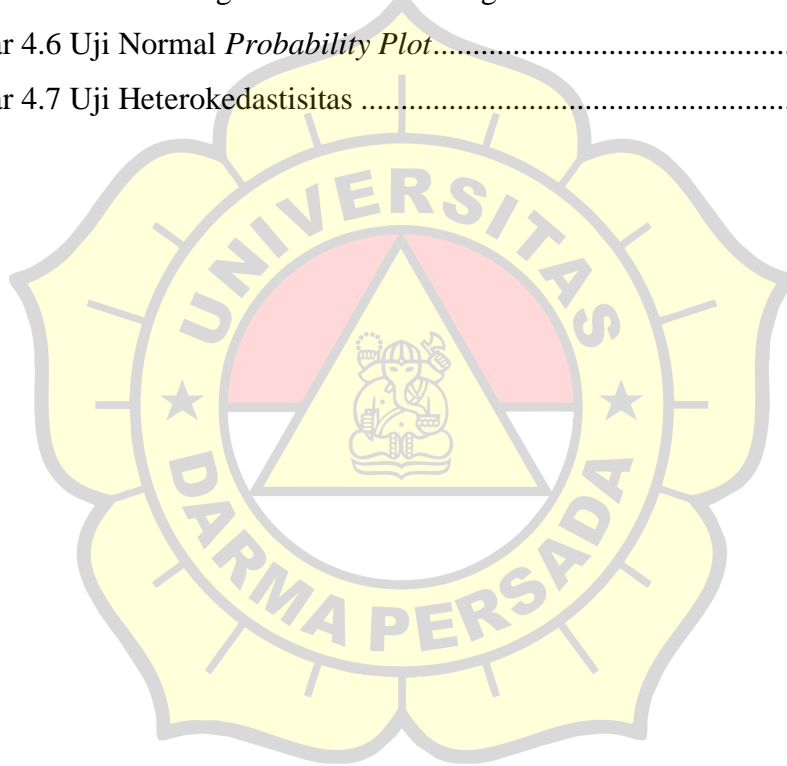 ar 4.6 Uji Normal Probability Plot..........................................
ar 4.7 Uji Heterokedastisitas ...................................................
UNIVERSITAS
DARMA PERSADA